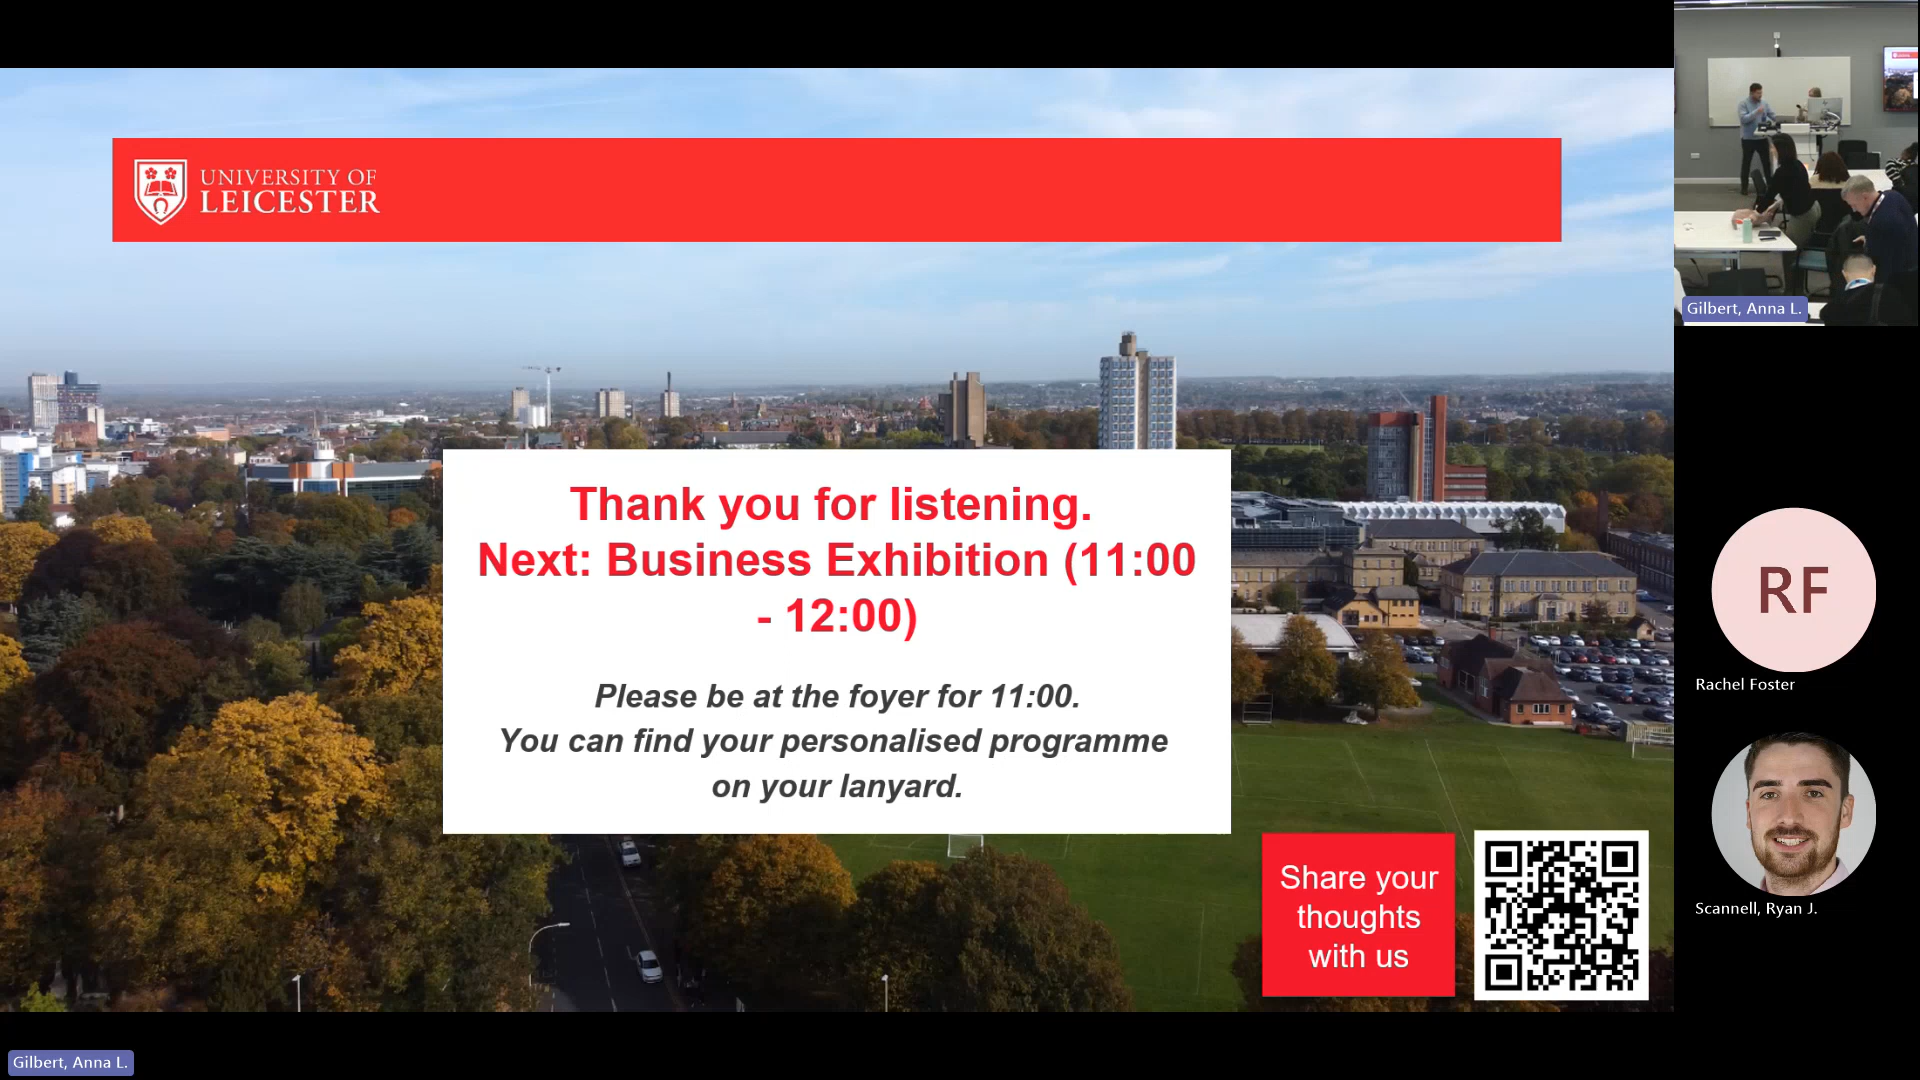 UNIVERSITY OF
LEICESTER
Thank you for listening.
Next: Business Exhibition (11:00
- 12:00)
Please be at the foyer for 11:00.
You can find your personalised programme
on your lanyard.
Share your
thoughts
with us
Gilbert, Anna L.
RF
Rachel Foster
Scannell, Ryan J.
Gilbert, Anna L.